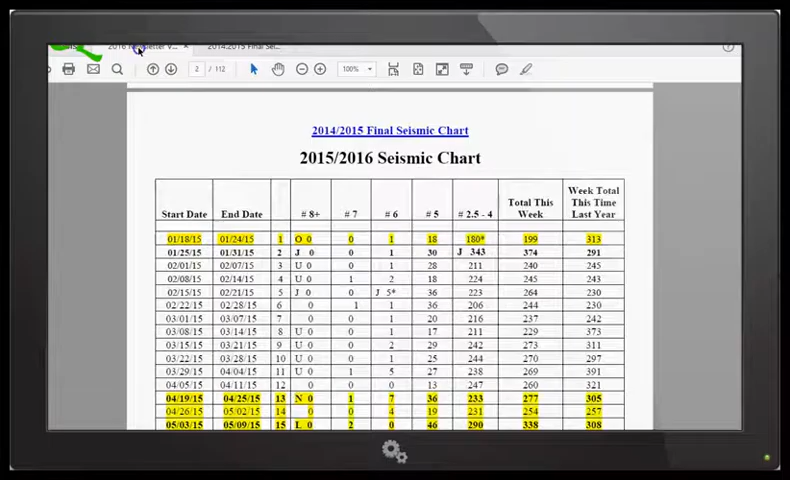 2016 Newsletter V... × 2014:2015 Final Sei...
2 / 112 100%
2014/2015 Final Seismic Chart
2015/2016 Seismic Chart
Start Date End Date # 8+ # 7 # 6 # 5 # 2.5 - 4 Total This Week Week Total This Time Last Year
01/18/15 01/24/15 1 O 0 0 1 18 180* 199 313
01/25/15 01/31/15 2 J 0 0 1 30 J 343 374 291
02/01/15 02/07/15 3 U 0 0 1 28 211 240 245
02/08/15 02/14/15 4 U 0 1 2 18 224 245 243
02/15/15 02/21/15 5 J 0 0 J 5* 36 223 264 230
02/22/15 02/28/15 6 0 1 1 36 206 244 230
03/01/15 03/07/15 7 0 0 1 20 216 237 242
03/08/15 03/14/15 8 U 0 0 1 17 211 229 373
03/15/15 03/21/15 9 U 0 0 2 29 242 273 311
03/22/15 03/28/15 10 U 0 0 1 25 244 270 297
03/29/15 04/04/15 11 U 0 1 5 27 238 269 391
04/05/15 04/11/15 12 0 0 0 13 247 260 321
04/19/15 04/25/15 13 N 0 1 7 36 233 277 305
04/26/15 05/02/15 14 0 0 4 19 231 254 257
05/03/15 05/09/15 15 L 0 2 0 46 290 338 308